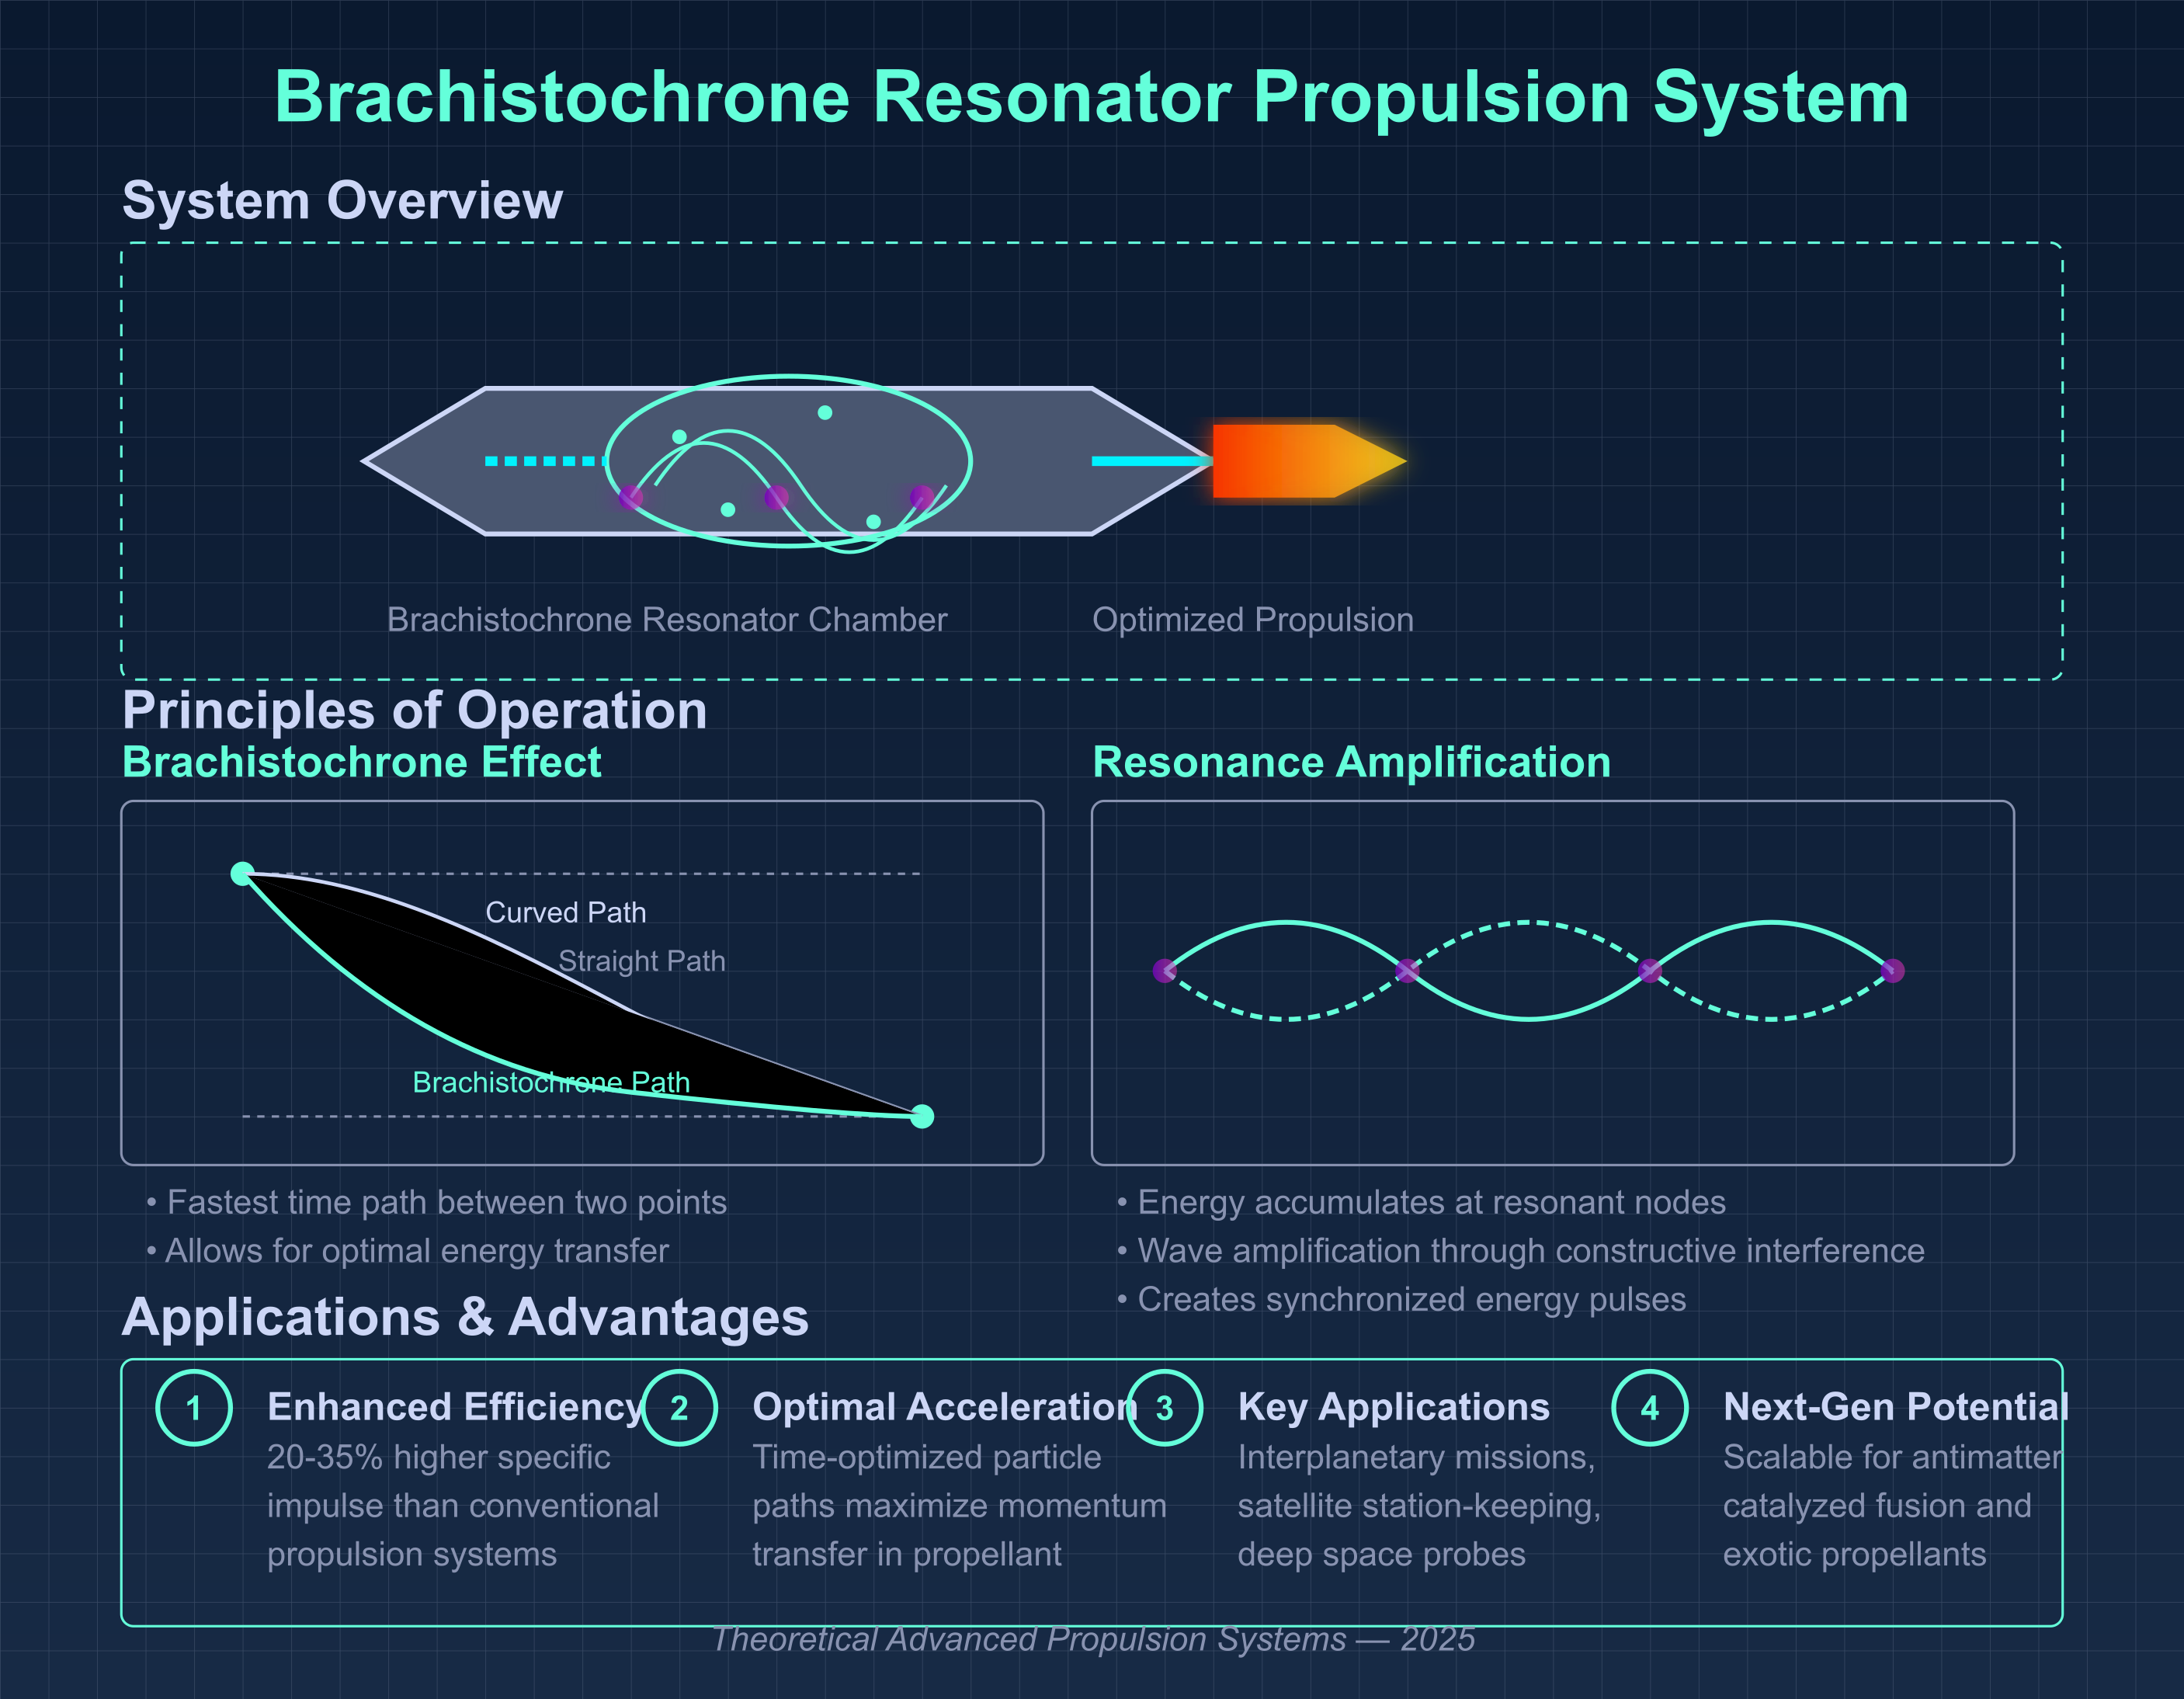 Brachistochrone Resonator Propulsion System
System Overview
Brachistochrone Resonator Chamber
Optimized Propulsion
Principles of Operation
Brachistochrone Effect
Curved Path
Straight Path
Brachistochrone Path
• Fastest time path between two points
• Allows for optimal energy transfer
Resonance Amplification
• Energy accumulates at resonant nodes
• Wave amplification through constructive interference
• Creates synchronized energy pulses
Applications & Advantages
1
Enhanced Efficiency
20-35% higher specific
impulse than conventional
propulsion systems
2
Optimal Acceleration
Time-optimized particle
paths maximize momentum
transfer in propellant
3
Key Applications
Interplanetary missions,
satellite station-keeping,
deep space probes
4
Next-Gen Potential
Scalable for antimatter
catalyzed fusion and
exotic propellants
Theoretical Advanced Propulsion Systems — 2025